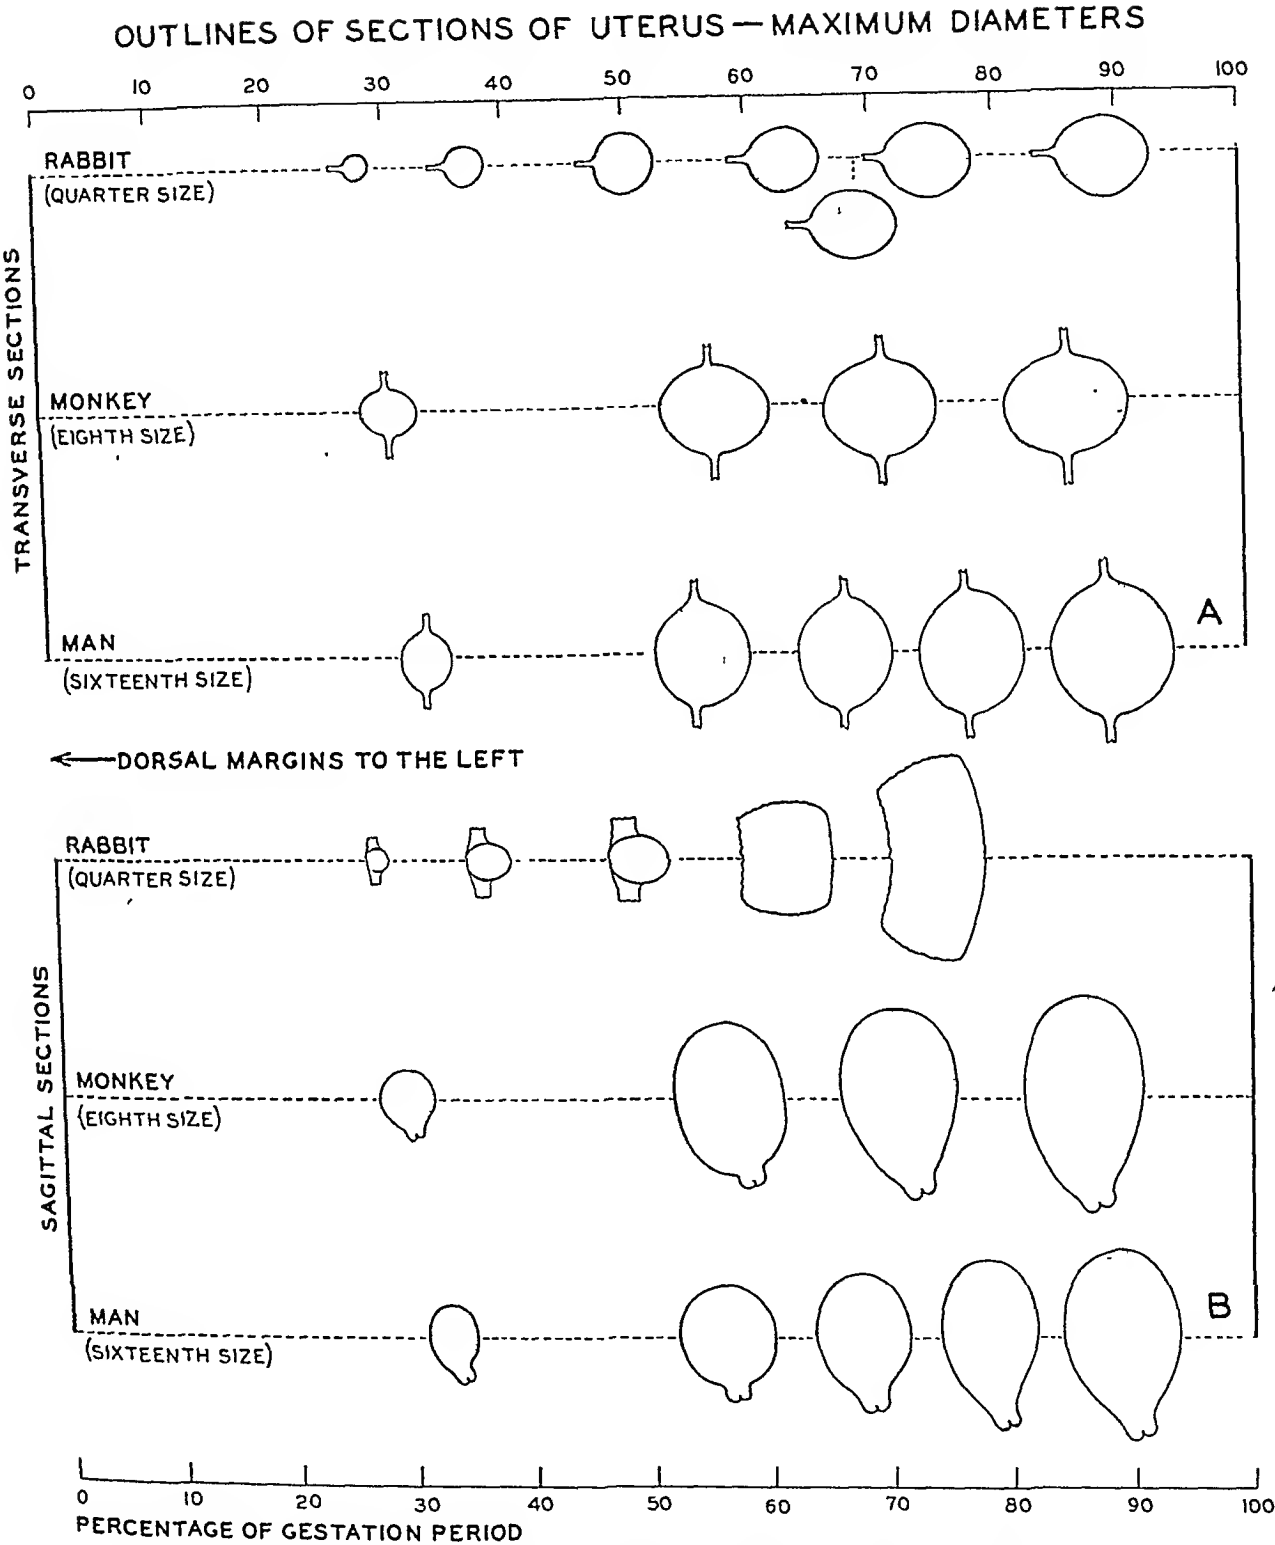 OUTLINES OF SECTIONS OF UTERUS — MAXIMUM DIAMETERS
0 10 20 30 40 50 60 70 80 90 100
TRANSVERSE SECTIONS
RABBIT
(QUARTER SIZE)
MONKEY
(EIGHTH SIZE)
MAN
(SIXTEENTH SIZE)
A
← DORSAL MARGINS TO THE LEFT
SAGITTAL SECTIONS
RABBIT
(QUARTER SIZE)
MONKEY
(EIGHTH SIZE)
MAN
(SIXTEENTH SIZE)
B
0 10 20 30 40 50 60 70 80 90 100
PERCENTAGE OF GESTATION PERIOD